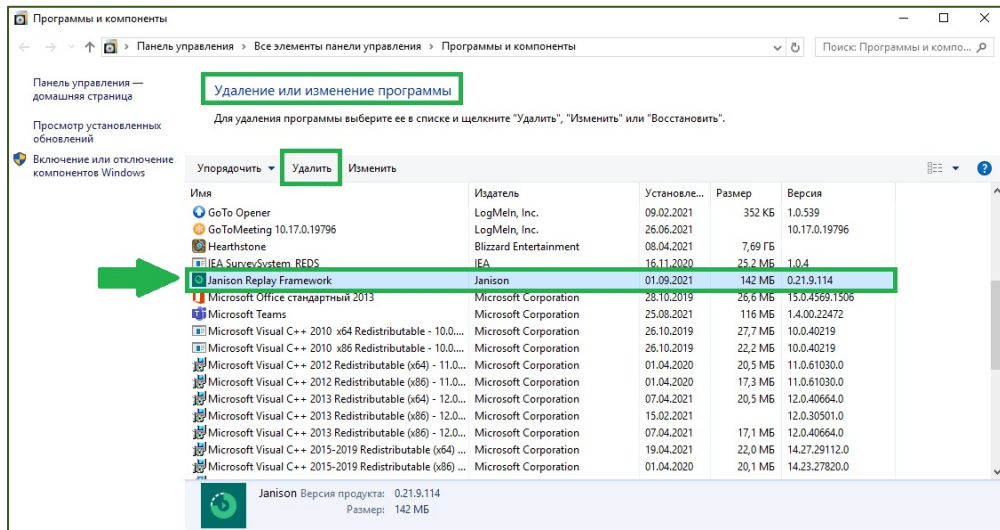 Программы и компоненты
Панель управления > Все элементы панели управления > Программы и компоненты
Поиск: Программы и компо...
Панель управления —
домашняя страница
Просмотр установленных
обновлений
Включение или отключение
компонентов Windows
Удаление или изменение программы
Для удаления программы выберите ее в списке и щелкните "Удалить", "Изменить" или "Восстановить".
Упорядочить Удалить Изменить
Имя Издатель Установле... Размер Версия
GoTo Opener LogMeIn, Inc. 09.02.2021 352 КБ 1.0.539
GoToMeeting 10.17.0.19796 LogMeIn, Inc. 26.06.2021 10.17.0.19796
Hearthstone Blizzard Entertainment 08.04.2021 7,69 ГБ
IEA SurveySystem REDS IEA 16.11.2020 25,2 МБ 1.0.4
Janison Replay Framework Janison 01.09.2021 142 МБ 0.21.9.114
Microsoft Office стандартный 2013 Microsoft Corporation 28.10.2019 26,6 МБ 15.0.4569.1506
Microsoft Teams Microsoft Corporation 25.08.2021 116 МБ 1.4.00.22472
Microsoft Visual C++ 2010 x64 Redistributable - 10.0.... Microsoft Corporation 26.10.2019 27,7 МБ 10.0.40219
Microsoft Visual C++ 2010 x86 Redistributable - 10.0.... Microsoft Corporation 26.10.2019 22,2 МБ 10.0.40219
Microsoft Visual C++ 2012 Redistributable (x64) - 11.0... Microsoft Corporation 01.04.2020 20,5 МБ 11.0.61030.0
Microsoft Visual C++ 2012 Redistributable (x86) - 11.0... Microsoft Corporation 01.04.2020 17,3 МБ 11.0.61030.0
Microsoft Visual C++ 2013 Redistributable (x64) - 12.0... Microsoft Corporation 07.04.2021 20,5 МБ 12.0.40664.0
Microsoft Visual C++ 2013 Redistributable (x86) - 12.0... Microsoft Corporation 15.02.2021 12.0.30501.0
Microsoft Visual C++ 2013 Redistributable (x86) - 12.0... Microsoft Corporation 07.04.2021 17,1 МБ 12.0.40664.0
Microsoft Visual C++ 2015-2019 Redistributable (x64) ... Microsoft Corporation 19.04.2021 22,0 МБ 14.27.29112.0
Microsoft Visual C++ 2015-2019 Redistributable (x86) ... Microsoft Corporation 01.04.2020 20,1 МБ 14.23.27820.0
Janison Версия продукта: 0.21.9.114
Размер: 142 МБ